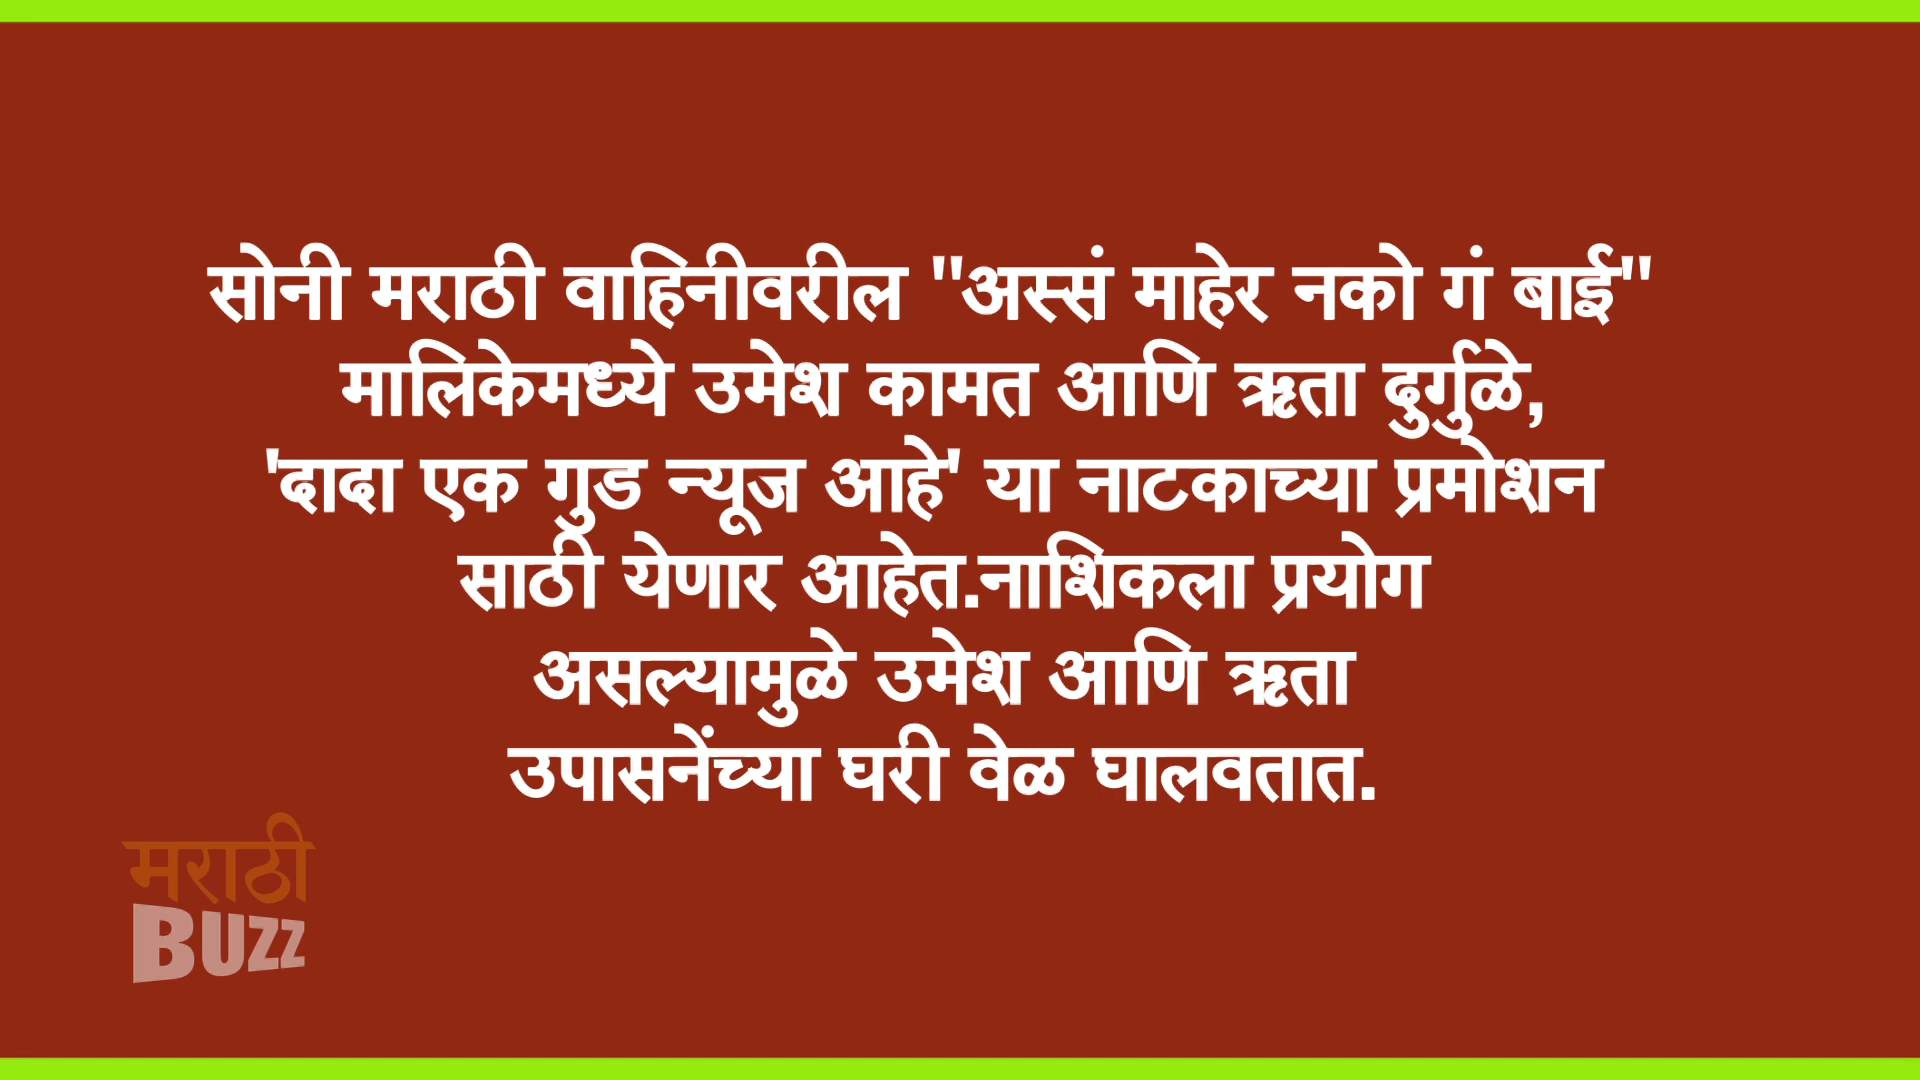 सोनी मराठी वाहिनीवरील "अस्सं माहेर नको गं बाई"
मालिकेमध्ये उमेश कामत आणि ऋता दुर्गुळे,
'दादा एक गुड न्यूज आहे' या नाटकाच्या प्रमोशन
साठी येणार आहेत.नाशिकला प्रयोग
असल्यामुळे उमेश आणि ऋता
उपासनेंच्या घरी वेळ घालवतात.
मराठी
BUZZ